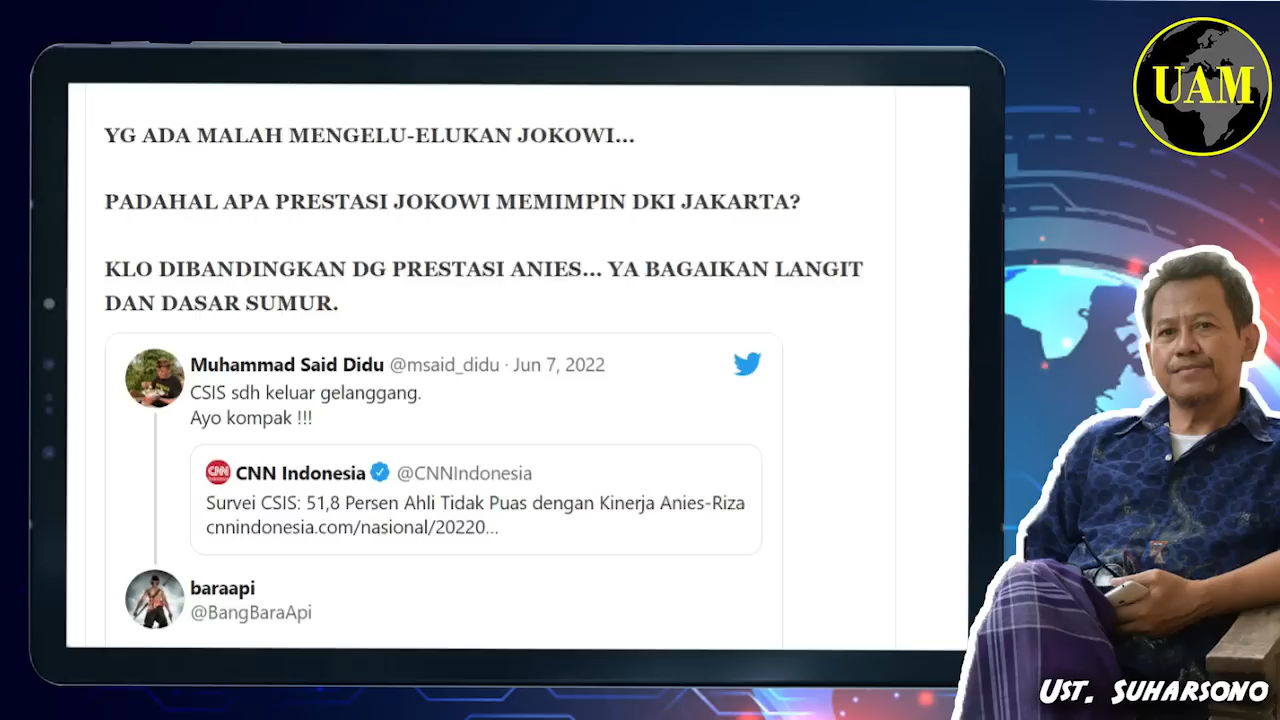 YG ADA MALAH MENGELU-ELUKAN JOKOWI...
PADAHAL APA PRESTASI JOKOWI MEMIMPIN DKI JAKARTA?
KLO DIBANDINGKAN DG PRESTASI ANIES... YA BAGAIKAN LANGIT
DAN DASAR SUMUR.
Muhammad Said Didu @msaid_didu · Jun 7, 2022
CSIS sdh keluar gelanggang.
Ayo kompak !!!
CNN
CNN Indonesia @CNNIndonesia
Survei CSIS: 51,8 Persen Ahli Tidak Puas dengan Kinerja Anies-Riza
cnnindonesia.com/nasional/20220...
baraapi
@BangBaraApi
UAM
UST. SUHARSONO